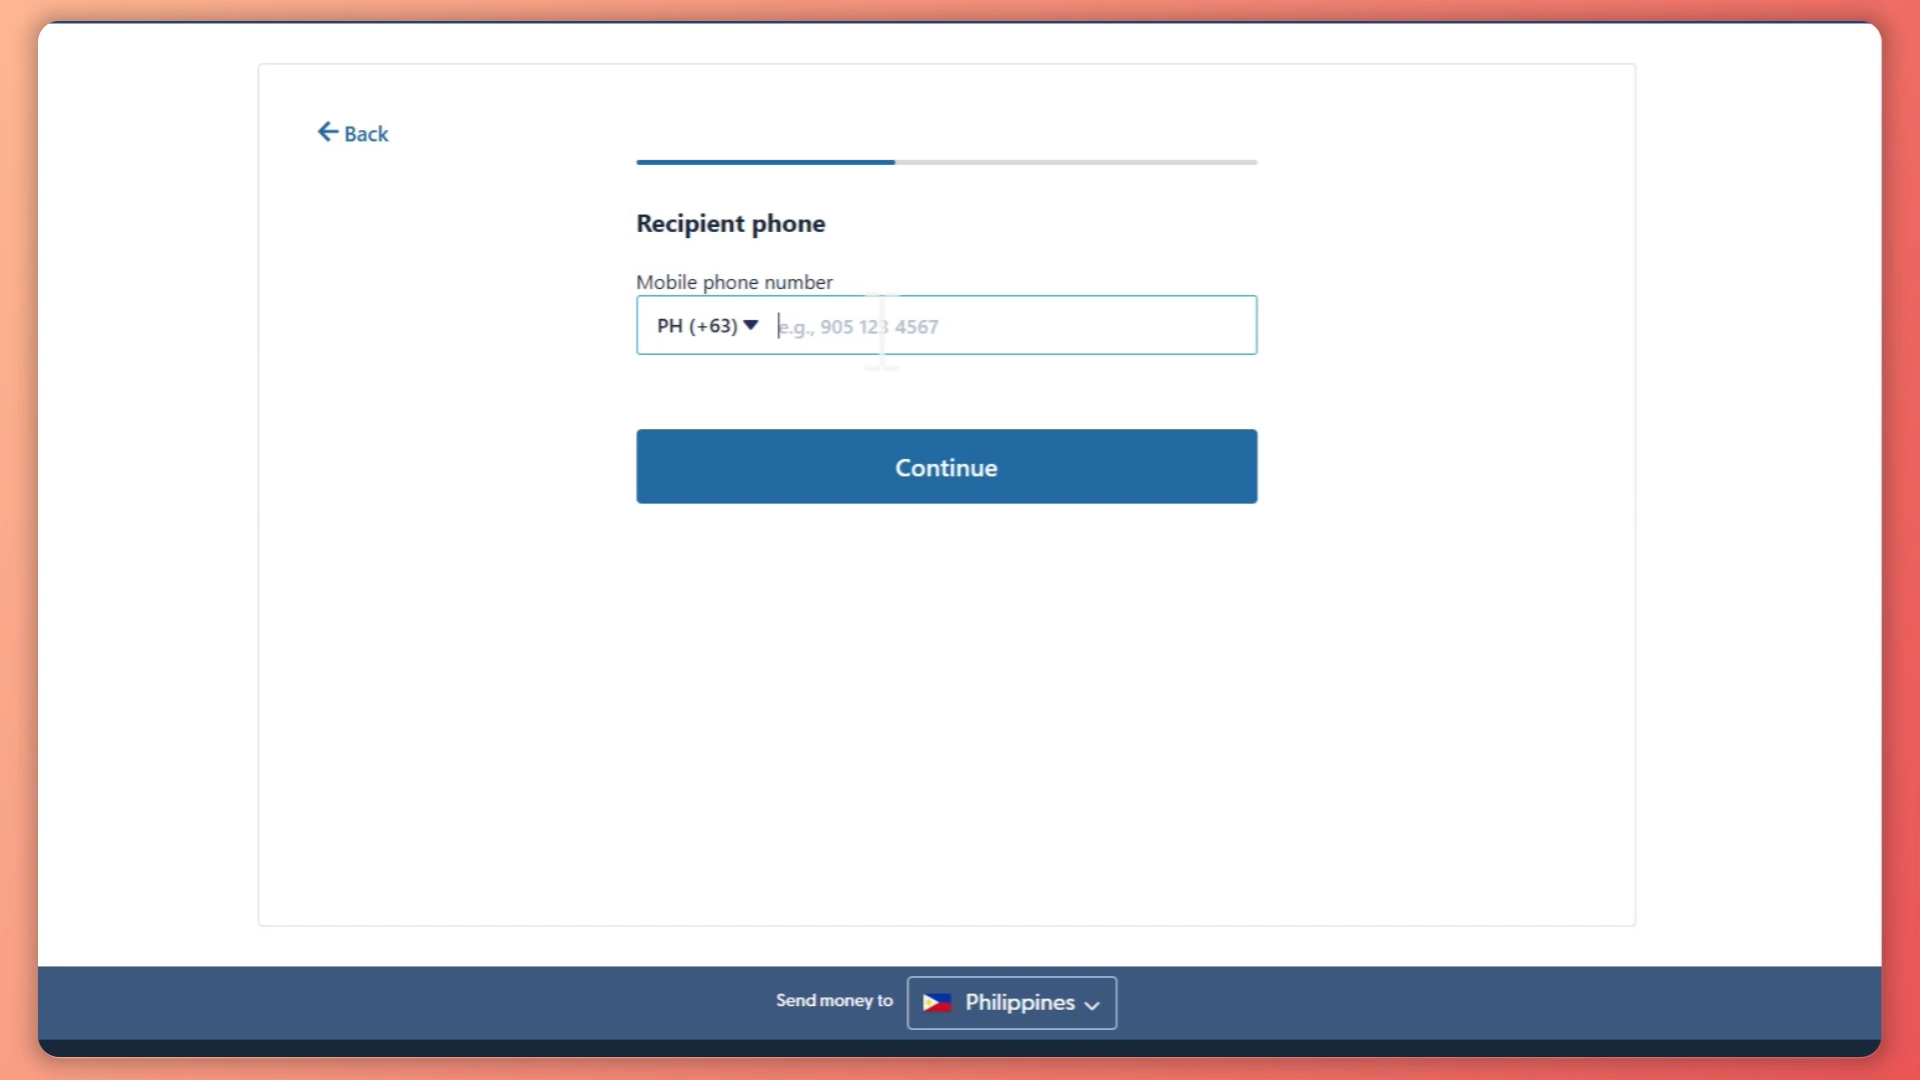 Back
Recipient phone
Mobile phone number
PH (+63) e.g., 905 123 4567
Continue
Send money to Philippines